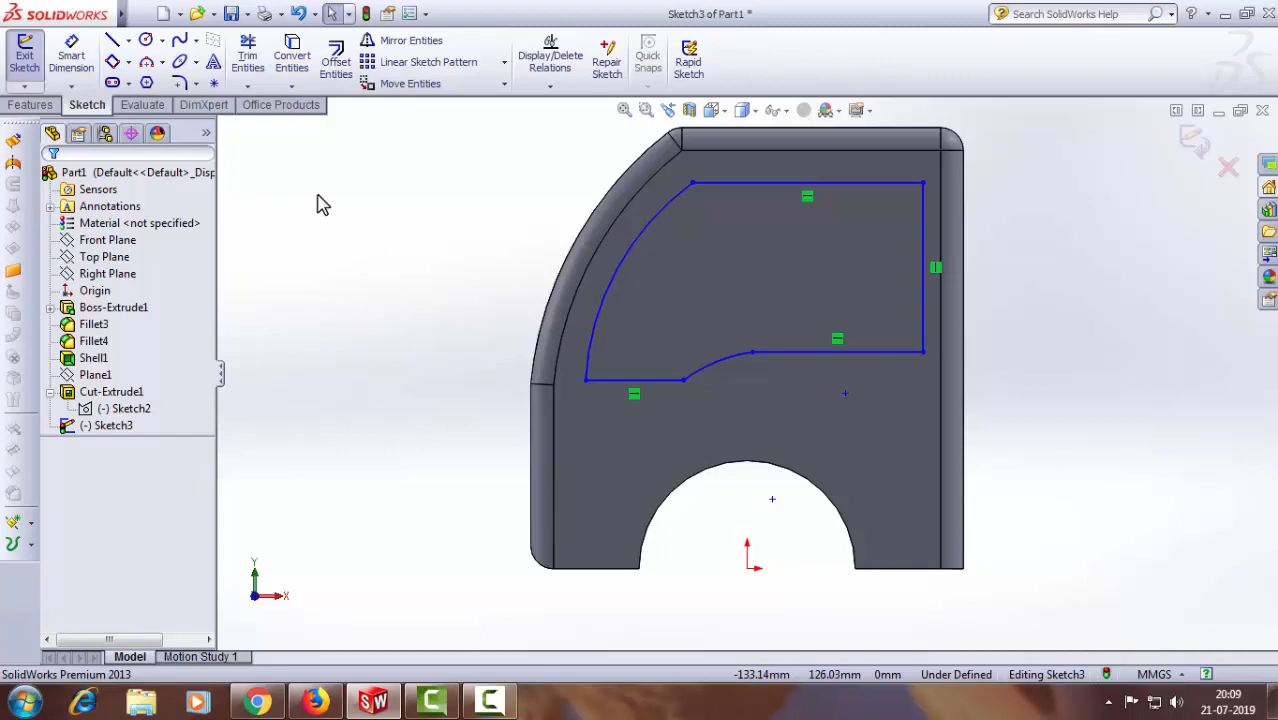 SOLIDWORKS
Sketch3 of Part1 *
Search SolidWorks Help
Exit Sketch
Smart Dimension
Trim Entities
Convert Entities
Offset Entities
Mirror Entities
Linear Sketch Pattern
Move Entities
Display/Delete Relations
Repair Sketch
Quick Snaps
Rapid Sketch
Features
Sketch
Evaluate
DimXpert
Office Products
Part1 (Default<<Default>_Disp
Sensors
Annotations
Material <not specified>
Front Plane
Top Plane
Right Plane
Origin
Boss-Extrude1
Fillet3
Fillet4
Shell1
Plane1
Cut-Extrude1
(-) Sketch2
(-) Sketch3
Y
X
Model
Motion Study 1
SolidWorks Premium 2013
-133.14mm
126.03mm
0mm
Under Defined
Editing Sketch3
MMGS
20:09
21-07-2019